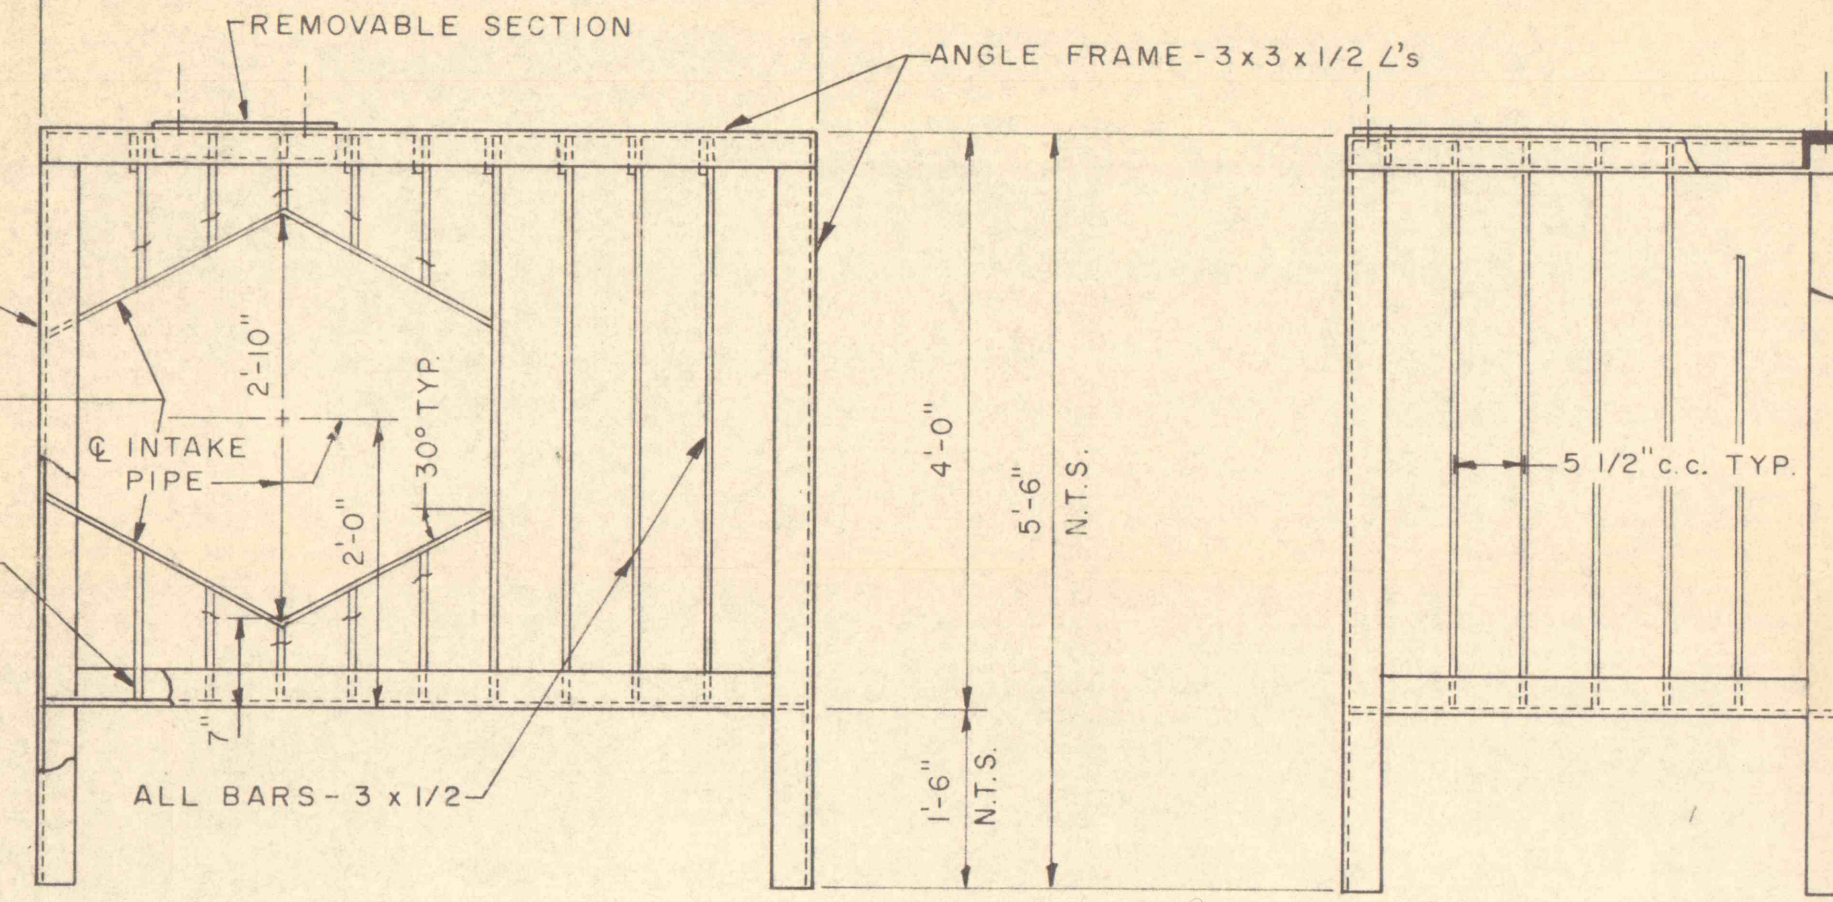 REMOVABLE SECTION
ANGLE FRAME - 3 x 3 x 1/2 ∠'s
2'-10"
30° TYP.
℄ INTAKE
PIPE
2'-0"
4'-0"
5'-6"
N.T.S.
5 1/2" c.c. TYP.
7"
ALL BARS - 3 x 1/2
1'-6"
N.T.S.